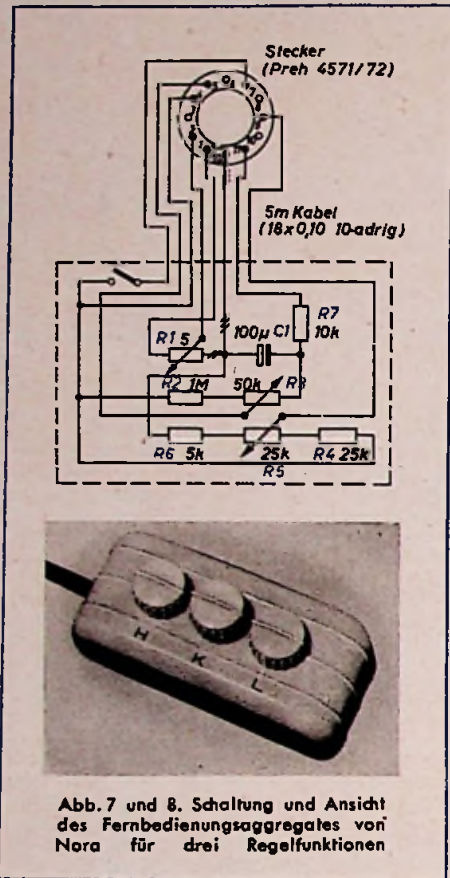 Stecker
(Preh 4571/72)
5m Kabel
(18x0,10 10-adrig)
R7
10k
R1 5
100µ C1
R2 1M
50k R3
R6 5k
25k
R4 25k
R5
H
K
L
Abb. 7 und 8. Schaltung und Ansicht
des Fernbedienungsaggregates von
Nora für drei Regelfunktionen